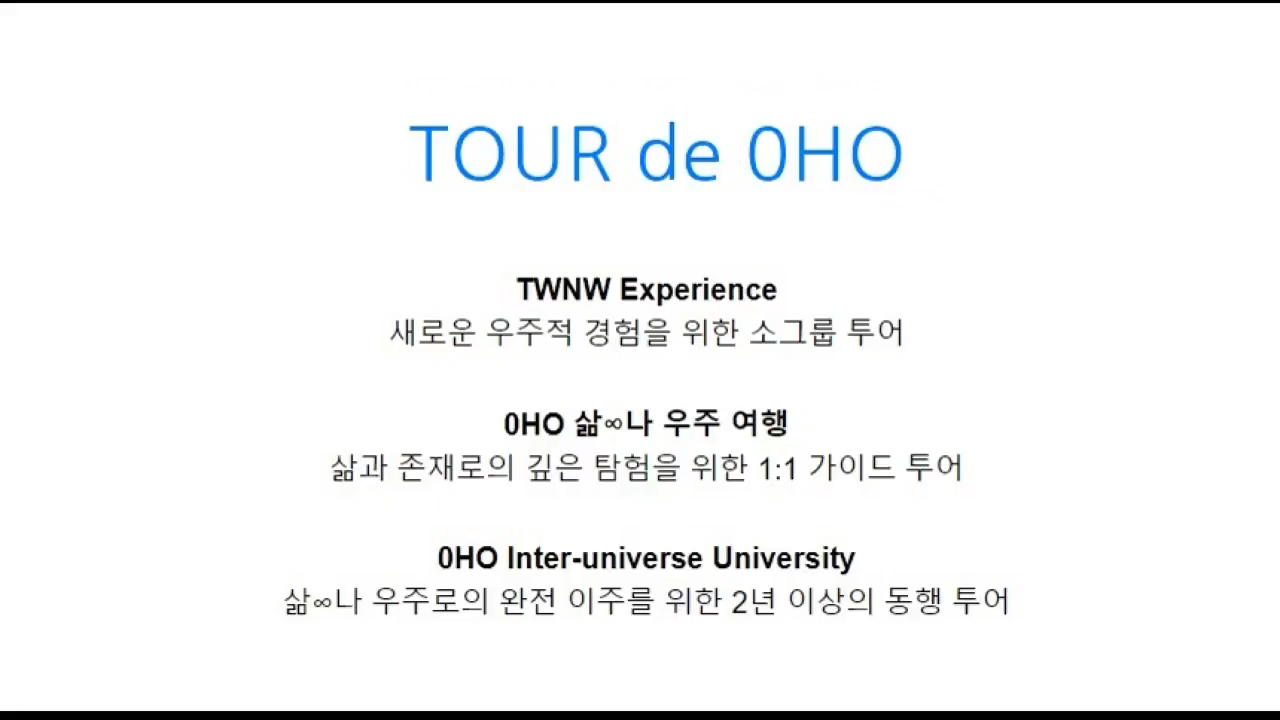 TOUR de 0HO
TWNW Experience
새로운 우주적 경험을 위한 소그룹 투어
0HO 삶∞나 우주 여행
삶과 존재로의 깊은 탐험을 위한 1:1 가이드 투어
0HO Inter-universe University
삶∞나 우주로의 완전 이주를 위한 2년 이상의 동행 투어